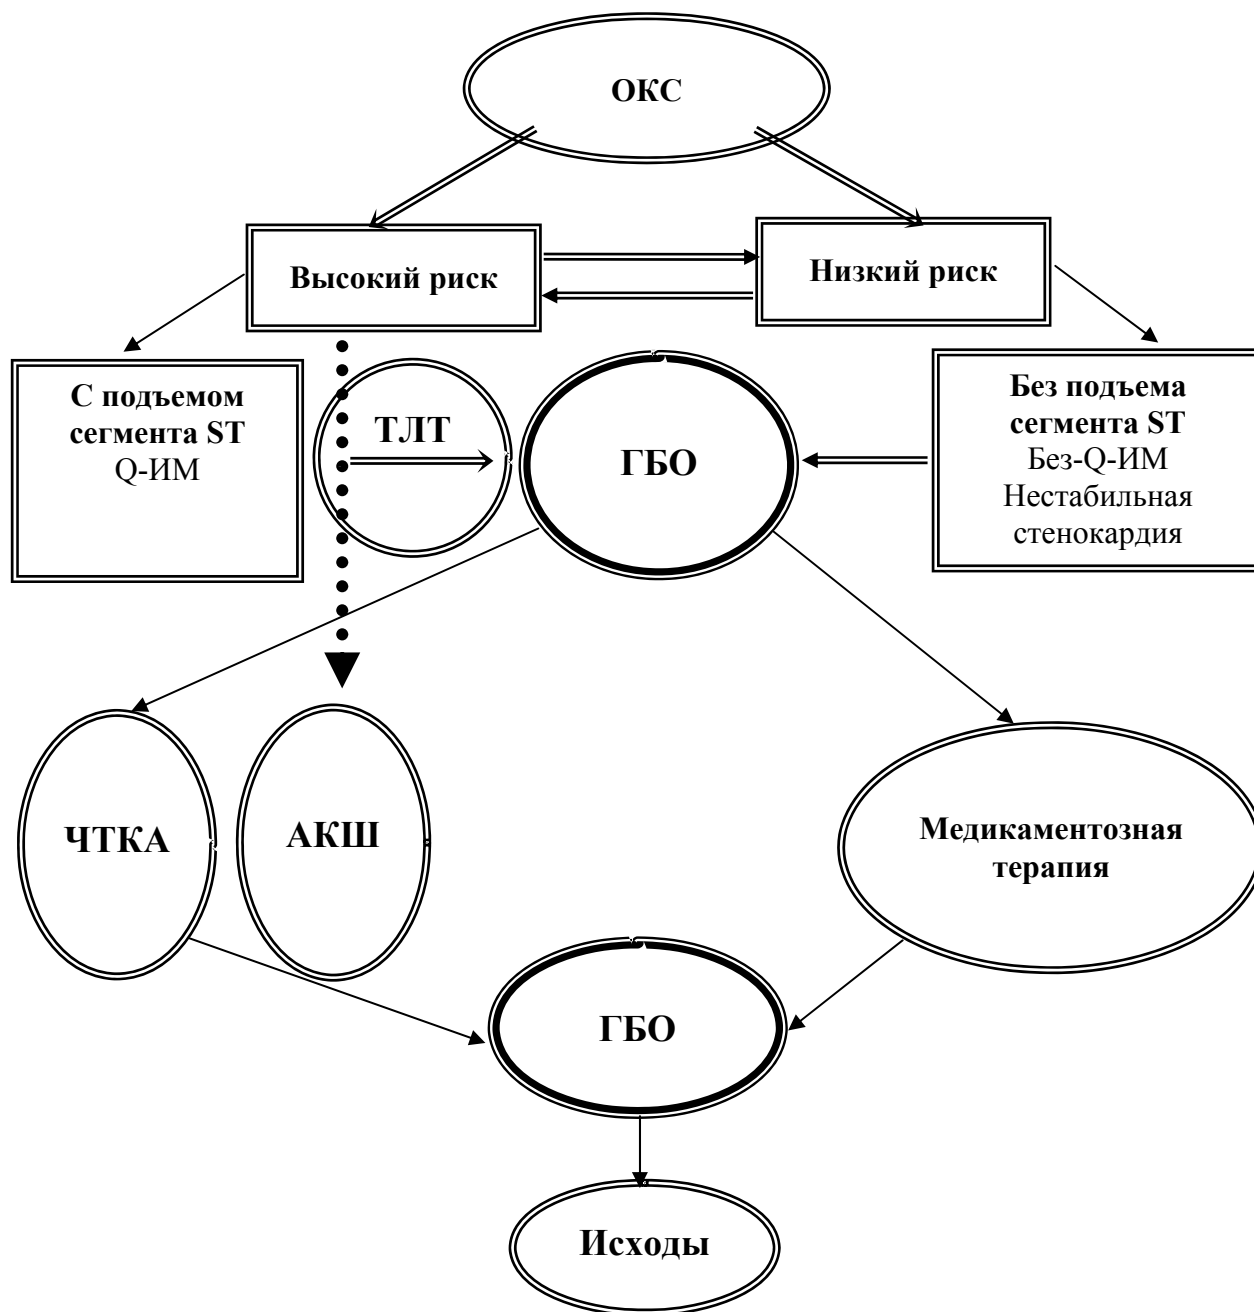 ОКС
Высокий риск
Низкий риск
С подъемом
сегмента ST
Q-ИМ
ТЛТ
ГБО
Без подъема
сегмента ST
Без-Q-ИМ
Нестабильная
стенокардия
ЧТКА
АКШ
Медикаментозная
терапия
ГБО
Исходы